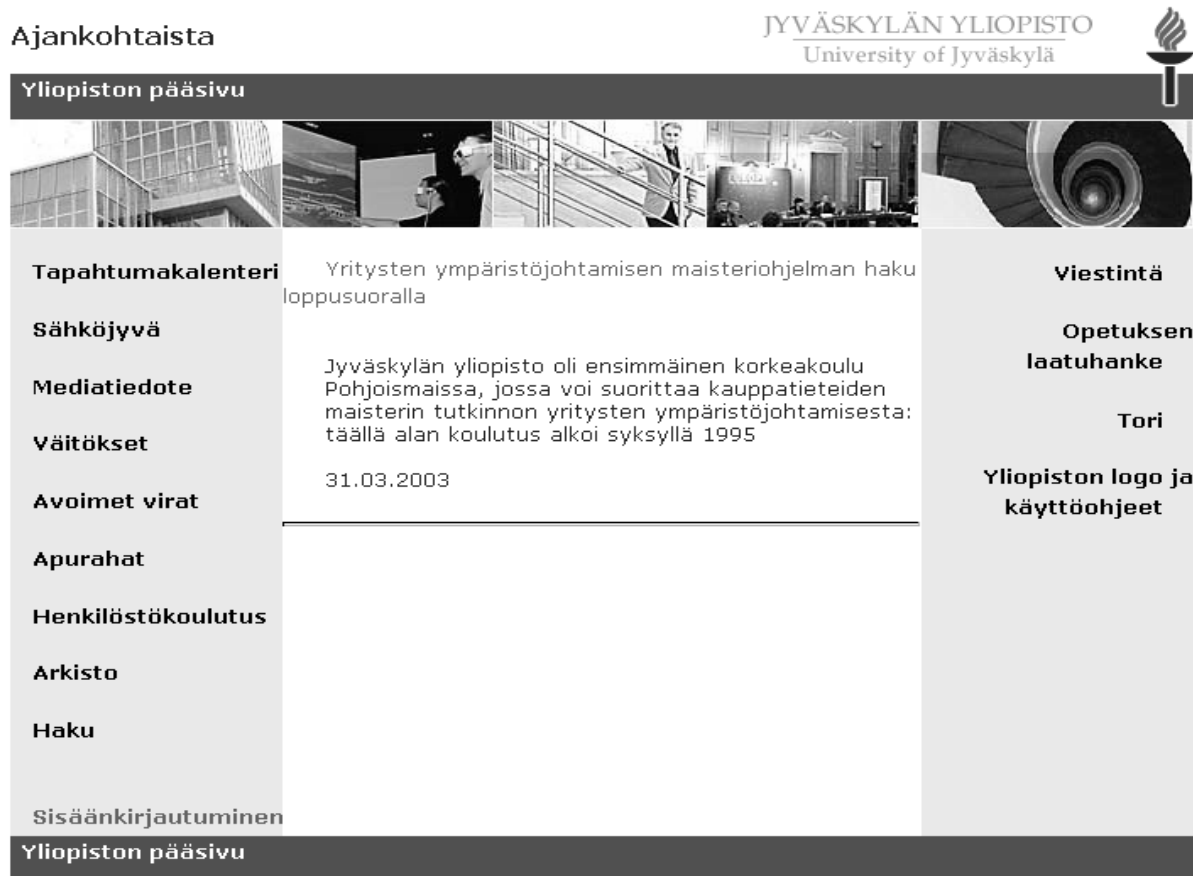 Ajankohtaista
JYVÄSKYLÄN YLIOPISTO
University of Jyväskylä
Yliopiston pääsivu
EUROPA
Tapahtumakalenteri
Sähköjyvä
Mediatiedote
Väitökset
Avoimet virat
Apurahat
Henkilöstökoulutus
Arkisto
Haku
Sisäänkirjautuminen
Yritysten ympäristöjohtamisen maisteriohjelman haku
loppusuoralla
Jyväskylän yliopisto oli ensimmäinen korkeakoulu
Pohjoismaissa, jossa voi suorittaa kauppatieteiden
maisterin tutkinnon yritysten ympäristöjohtamisesta:
täällä alan koulutus alkoi syksyllä 1995
31.03.2003
Viestintä
Opetuksen
laatuhanke
Tori
Yliopiston logo ja
käyttöohjeet
Yliopiston pääsivu